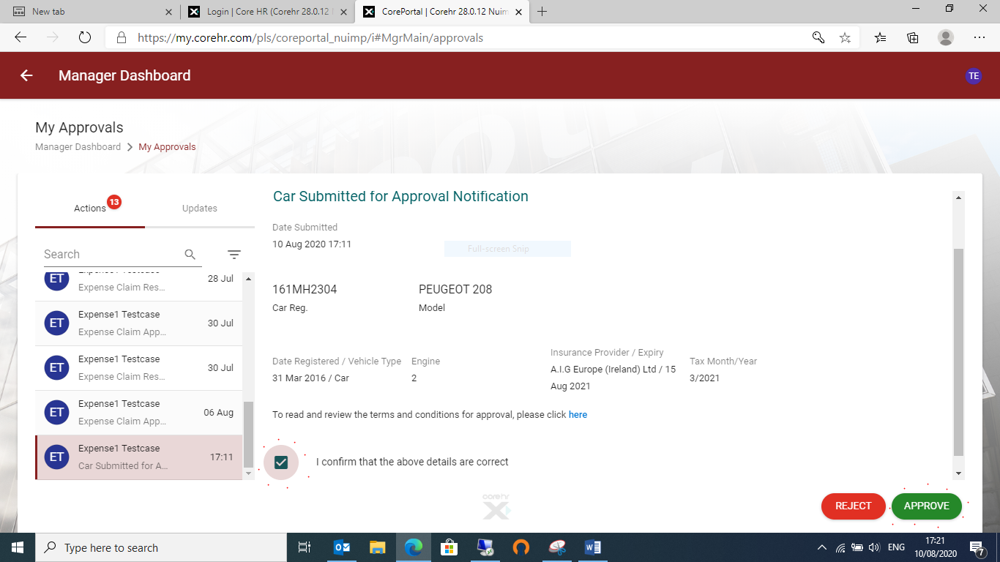 New tab
Login | Core HR (Corehr 28.0.12
CorePortal | Corehr 28.0.12 Nuim
https://my.corehr.com/pls/coreportal_nuimp/i#MgrMain/approvals
Manager Dashboard
TE
My Approvals
Manager Dashboard > My Approvals
Actions 13
Updates
Search
ET
28 Jul
Expense Claim Res...
ET
Expense1 Testcase
30 Jul
Expense Claim App...
ET
Expense1 Testcase
30 Jul
Expense Claim Res...
ET
Expense1 Testcase
06 Aug
Expense Claim App...
ET
Expense1 Testcase
17:11
Car Submitted for A...
Car Submitted for Approval Notification
Date Submitted
10 Aug 2020 17:11
Full-screen Snip
161MH2304
Car Reg.
PEUGEOT 208
Model
Date Registered / Vehicle Type
31 Mar 2016 / Car
Engine
2
Insurance Provider / Expiry
A.I.G Europe (Ireland) Ltd / 15
Aug 2021
Tax Month/Year
3/2021
To read and review the terms and conditions for approval, please click here
I confirm that the above details are correct
corehr
REJECT
APPROVE
Type here to search
ENG
17:21
10/08/2020
7